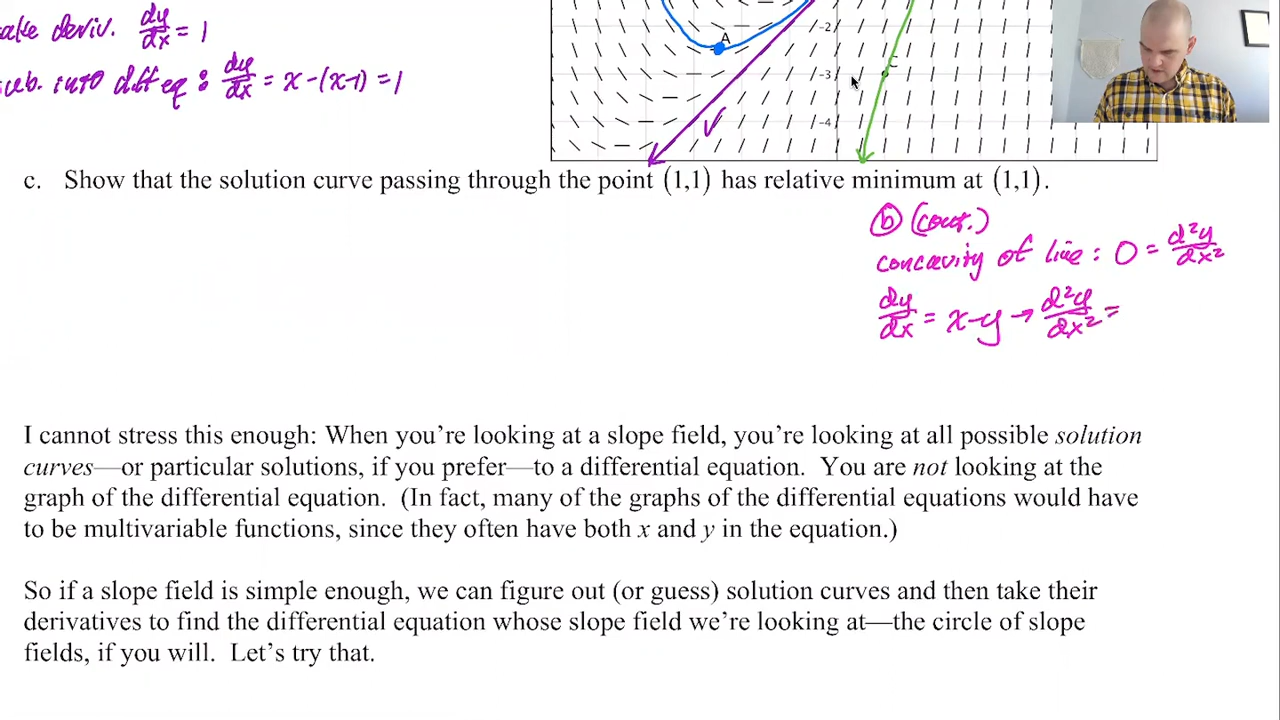 ake deriv. dy/dx = 1
ub. into diff eq: dy/dx = x-(x-1) = 1
A
-2
-3
C
-4
c. Show that the solution curve passing through the point (1,1) has relative minimum at (1,1).
ⓑ (cont.)
concavity of line: 0 = d²y/dx²
dy/dx = x-y → d²y/dx² =
I cannot stress this enough: When you’re looking at a slope field, you’re looking at all possible solution
curves—or particular solutions, if you prefer—to a differential equation. You are not looking at the
graph of the differential equation. (In fact, many of the graphs of the differential equations would have
to be multivariable functions, since they often have both x and y in the equation.)
So if a slope field is simple enough, we can figure out (or guess) solution curves and then take their
derivatives to find the differential equation whose slope field we’re looking at—the circle of slope
fields, if you will. Let’s try that.